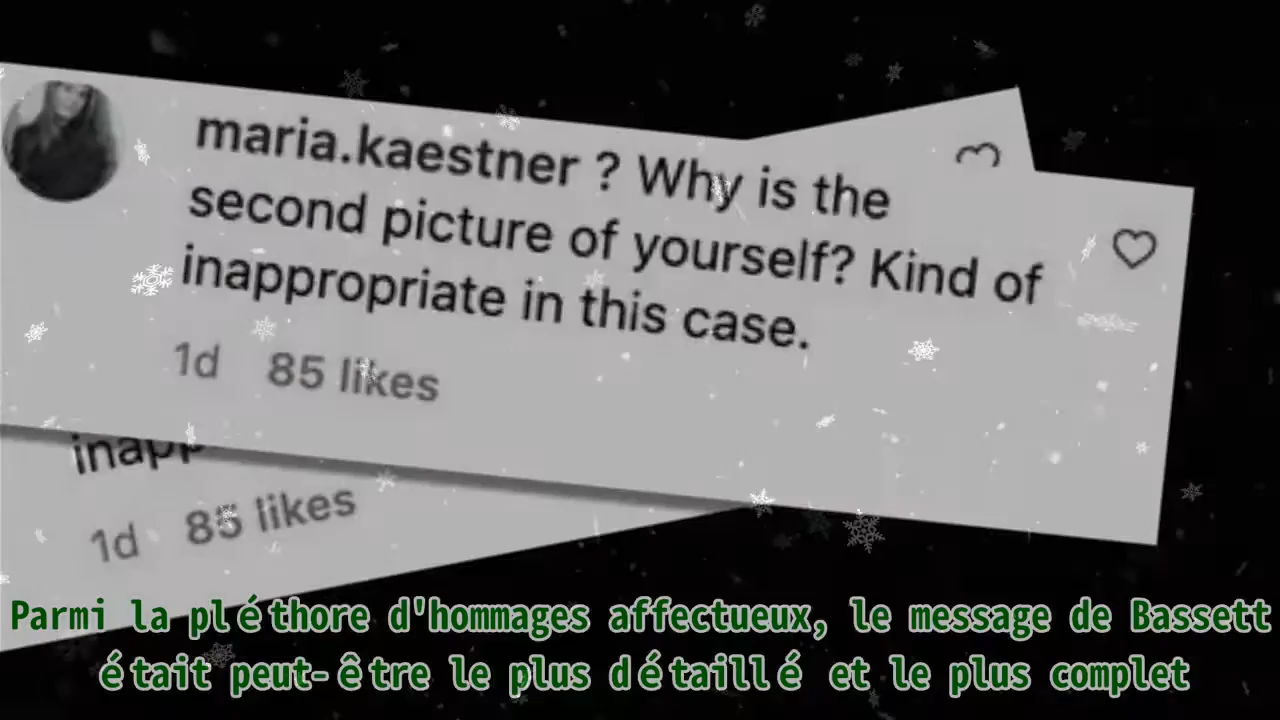 maria.kaestner ? Why is the
second picture of yourself? Kind of
inappropriate in this case.
1d 85 likes
1d 85 likes
Parmi la pléthore d'hommages affectueux, le message de Bassett
était peut-être le plus détaillé et le plus complet